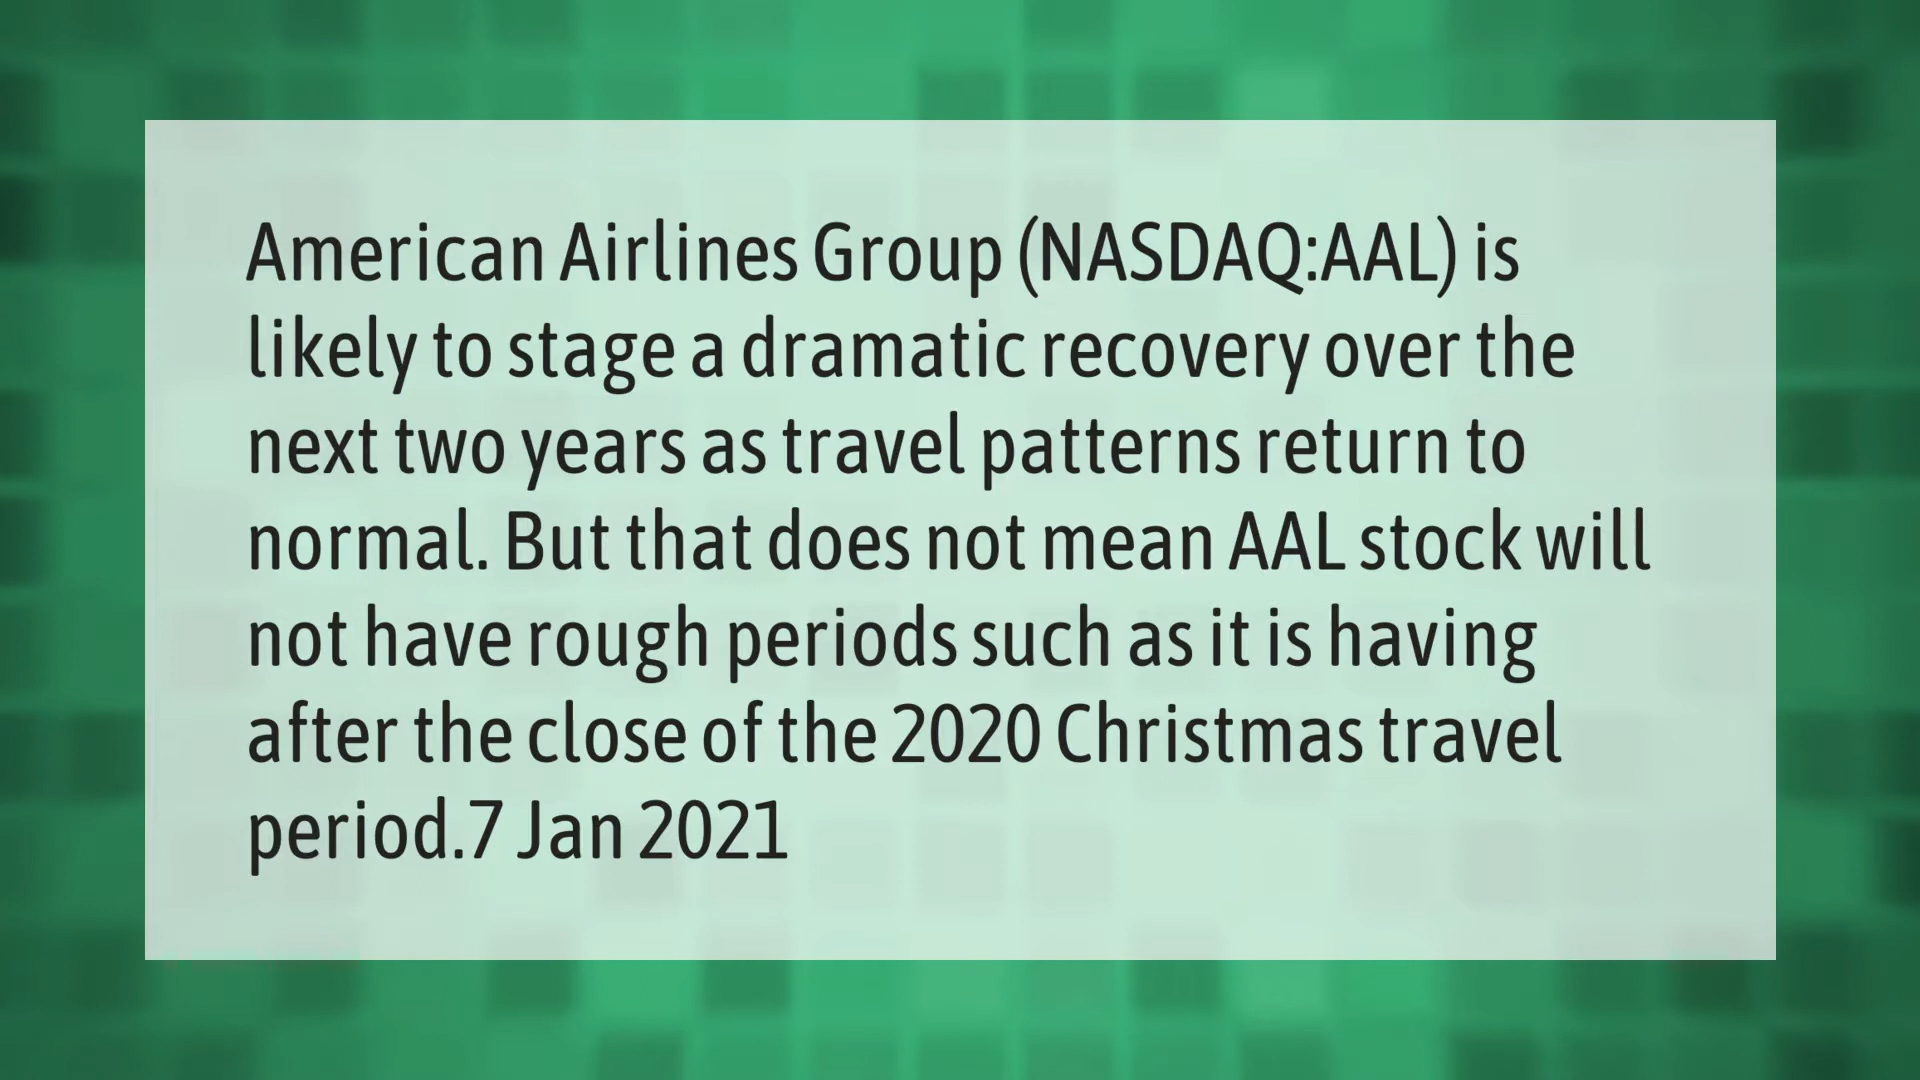 American Airlines Group (NASDAQ:AAL) is
likely to stage a dramatic recovery over the
next two years as travel patterns return to
normal. But that does not mean AAL stock will
not have rough periods such as it is having
after the close of the 2020 Christmas travel
period.7 Jan 2021